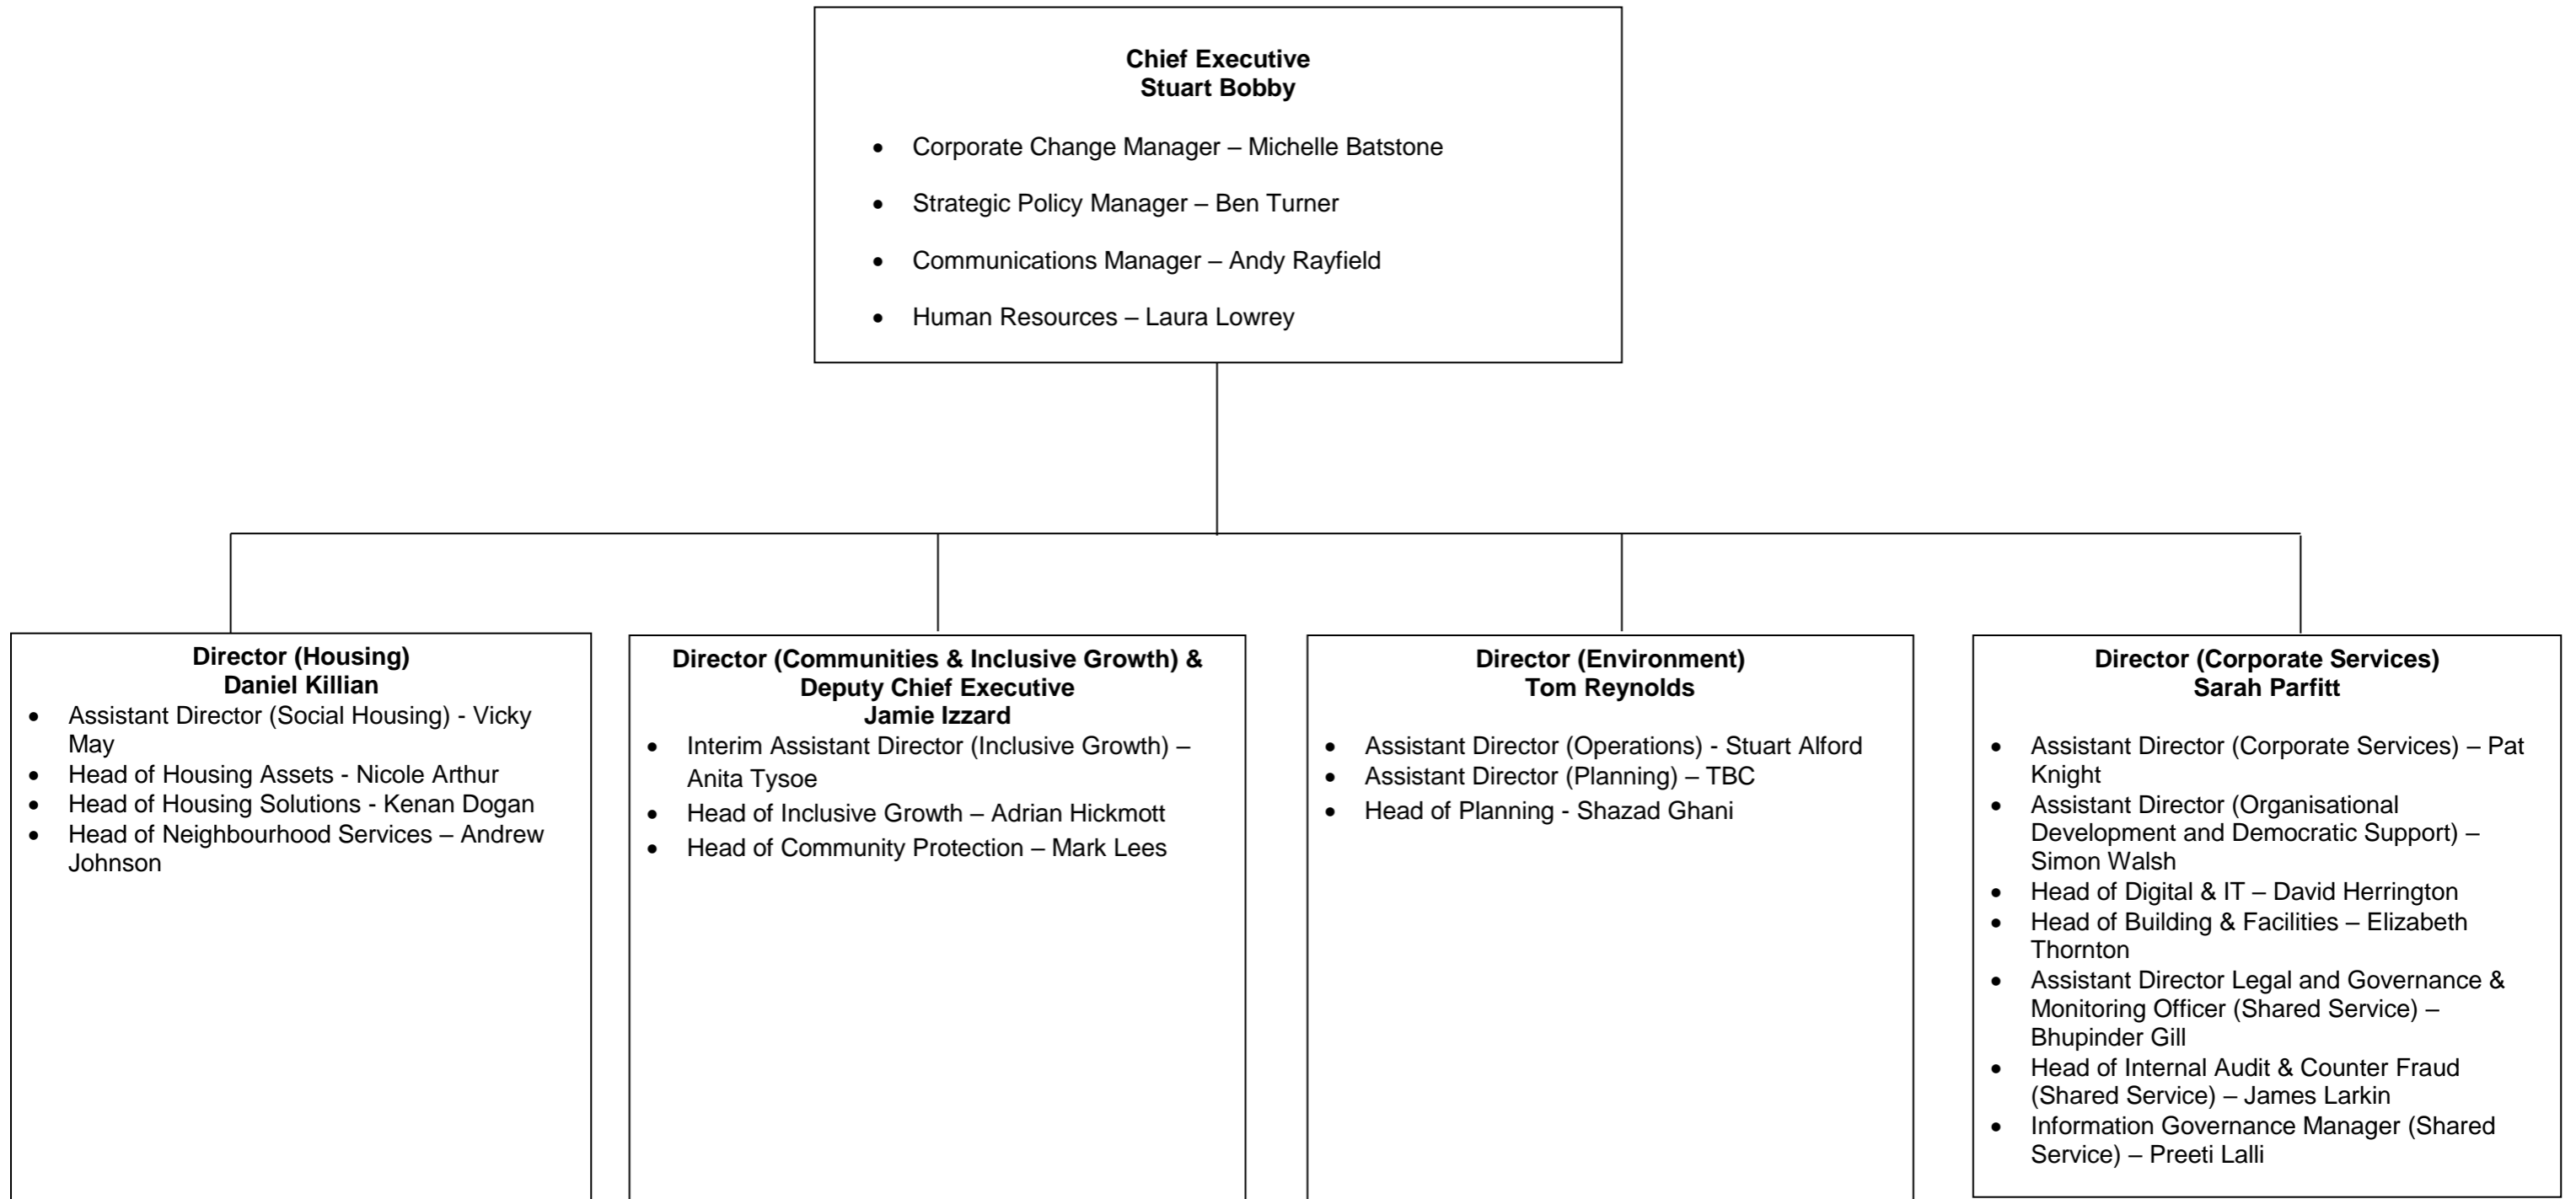 Chief Executive
Stuart Bobby
• Corporate Change Manager – Michelle Batstone
• Strategic Policy Manager – Ben Turner
• Communications Manager – Andy Rayfield
• Human Resources – Laura Lowrey
Director (Housing)
Daniel Killian
• Assistant Director (Social Housing) - Vicky
May
• Head of Housing Assets - Nicole Arthur
• Head of Housing Solutions - Kenan Dogan
• Head of Neighbourhood Services – Andrew
Johnson
Director (Communities & Inclusive Growth) &
Deputy Chief Executive
Jamie Izzard
• Interim Assistant Director (Inclusive Growth) –
Anita Tysoe
• Head of Inclusive Growth – Adrian Hickmott
• Head of Community Protection – Mark Lees
Director (Environment)
Tom Reynolds
• Assistant Director (Operations) - Stuart Alford
• Assistant Director (Planning) – TBC
• Head of Planning - Shazad Ghani
Director (Corporate Services)
Sarah Parfitt
• Assistant Director (Corporate Services) – Pat
Knight
• Assistant Director (Organisational
Development and Democratic Support) –
Simon Walsh
• Head of Digital & IT – David Herrington
• Head of Building & Facilities – Elizabeth
Thornton
• Assistant Director Legal and Governance &
Monitoring Officer (Shared Service) –
Bhupinder Gill
• Head of Internal Audit & Counter Fraud
(Shared Service) – James Larkin
• Information Governance Manager (Shared
Service) – Preeti Lalli